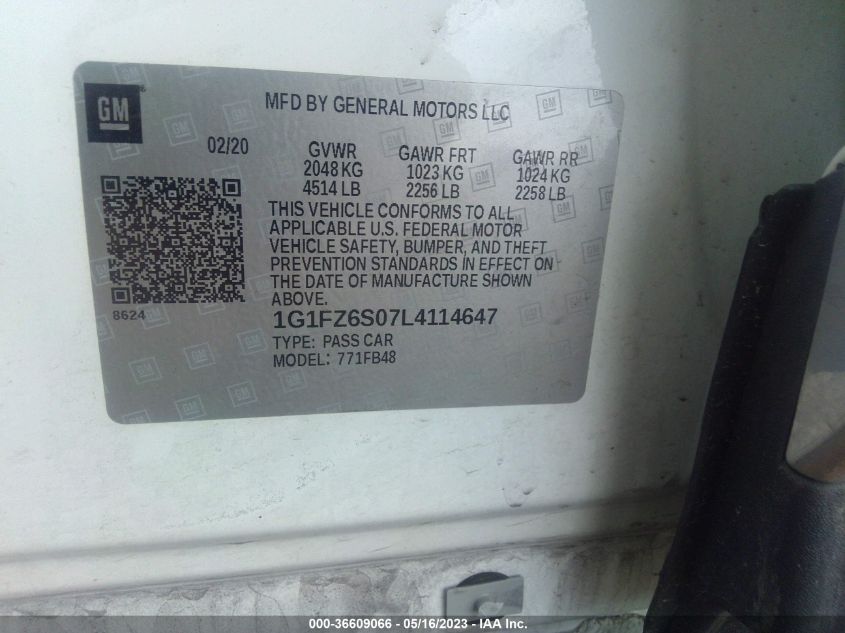 GM
MFD BY GENERAL MOTORS LLC
02/20
GVWR GAWR FRT GAWR RR
2048 KG 1023 KG 1024 KG
4514 LB 2256 LB 2258 LB
THIS VEHICLE CONFORMS TO ALL
APPLICABLE U.S. FEDERAL MOTOR
VEHICLE SAFETY, BUMPER, AND THEFT
PREVENTION STANDARDS IN EFFECT ON
THE DATE OF MANUFACTURE SHOWN
ABOVE.
8624
1G1FZ6S07L4114647
TYPE: PASS CAR
MODEL: 771FB48
000-36609066 - 05/16/2023 - IAA Inc.